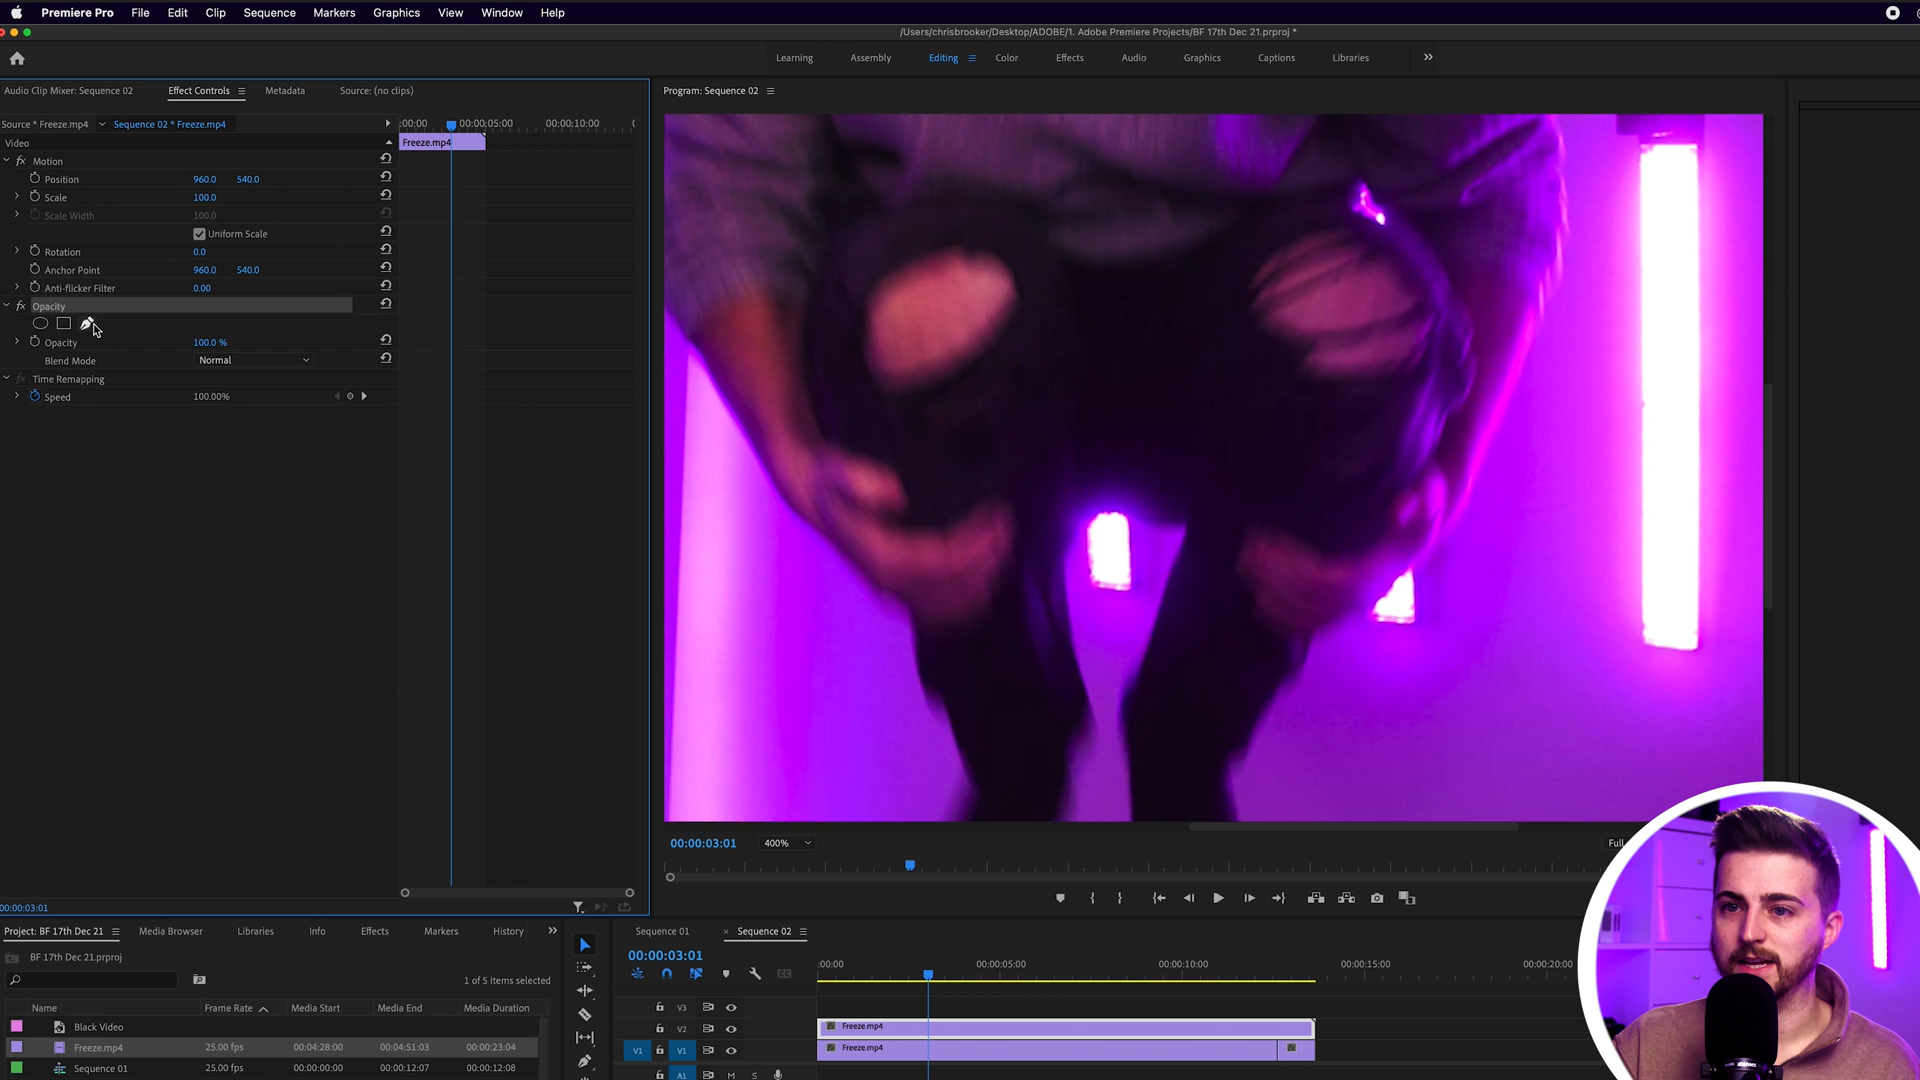 Premiere Pro File Edit Clip Sequence Markers Graphics View Window Help
/Users/chrisbrooker/Desktop/ADOBE/1. Adobe Premiere Projects/BF 17th Dec 21.prproj *
Learning Assembly Editing Color Effects Audio Graphics Captions Libraries
Audio Clip Mixer: Sequence 02 Effect Controls Metadata Source: (no clips)
Program: Sequence 02
Source * Freeze.mp4 Sequence 02 * Freeze.mp4
:00:00 00:00:05:00 00:00:10:00
Video
Freeze.mp4
fx Motion
Position 960.0 540.0
Scale 100.0
Scale Width 100.0
Uniform Scale
Rotation 0.0
Anchor Point 960.0 540.0
Anti-flicker Filter 0.00
fx Opacity
Opacity 100.0 %
Blend Mode Normal
fx Time Remapping
Speed 100.00%
00:00:03:01 400% Full
00:00:03:01
Project: BF 17th Dec 21 Media Browser Libraries Info Effects Markers History
BF 17th Dec 21.prproj
1 of 5 items selected
Name Frame Rate Media Start Media End Media Duration
Black Video
Freeze.mp4 25.00 fps 00:04:28:00 00:04:51:03 00:00:23:04
Sequence 01 25.00 fps 00:00:00:00 00:00:12:07 00:00:12:08
Sequence 01 × Sequence 02
00:00:03:01
:00:00 00:00:05:00 00:00:10:00 00:00:15:00 00:00:20:00
V3
V2 fx Freeze.mp4
V1 V1 fx Freeze.mp4 fx
A1 M S